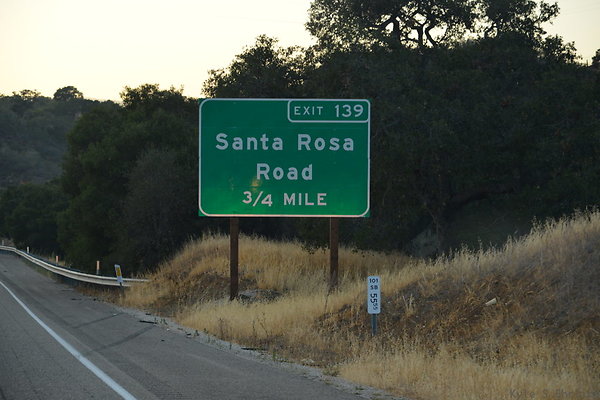 EXIT 139
Santa Rosa
Road
3/4 MILE
101
SB